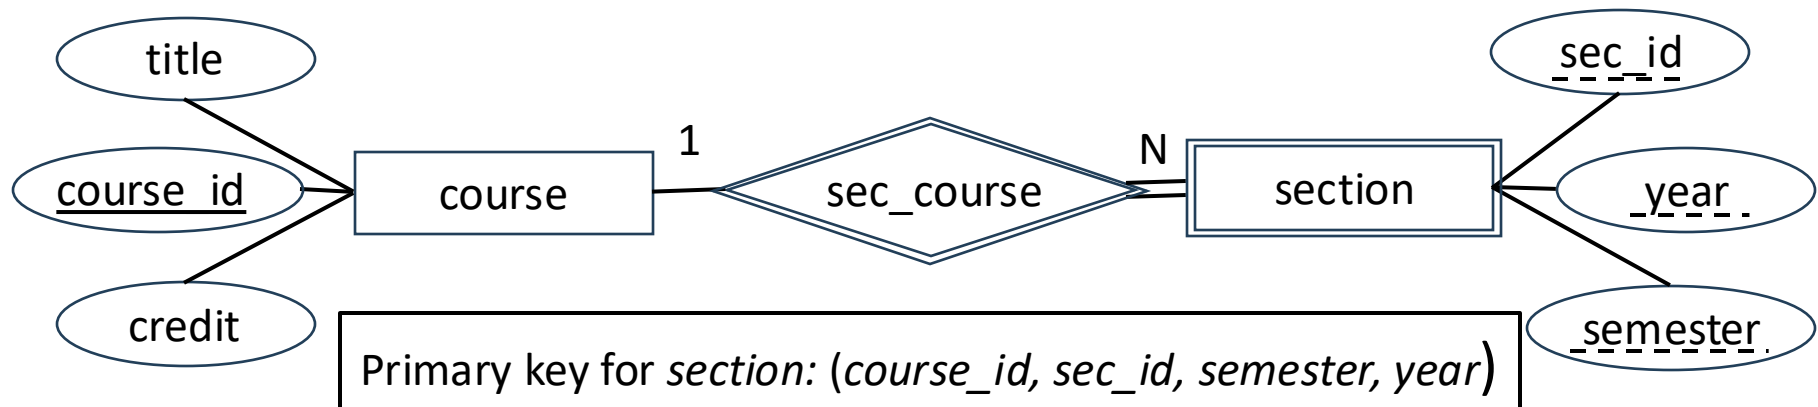 title
sec_id
1
N
course_id
course
sec_course
section
year
credit
semester
Primary key for section: (course_id, sec_id, semester, year)